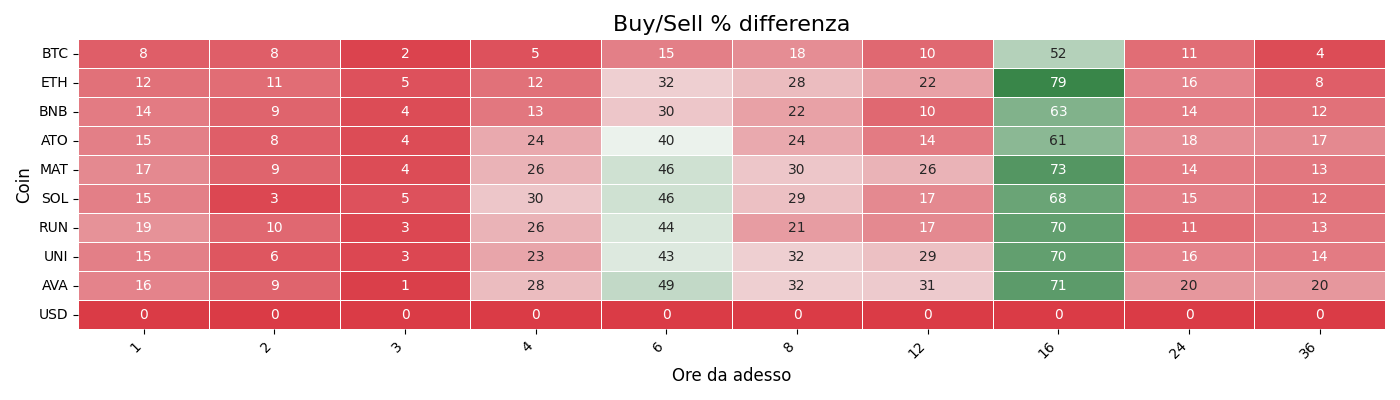 Buy/Sell % differenza
Coin
BTC 8 8 2 5 15 18 10 52 11 4
ETH 12 11 5 12 32 28 22 79 16 8
BNB 14 9 4 13 30 22 10 63 14 12
ATO 15 8 4 24 40 24 14 61 18 17
MAT 17 9 4 26 46 30 26 73 14 13
SOL 15 3 5 30 46 29 17 68 15 12
RUN 19 10 3 26 44 21 17 70 11 13
UNI 15 6 3 23 43 32 29 70 16 14
AVA 16 9 1 28 49 32 31 71 20 20
USD 0 0 0 0 0 0 0 0 0 0
1 2 3 4 6 8 12 16 24 36
Ore da adesso